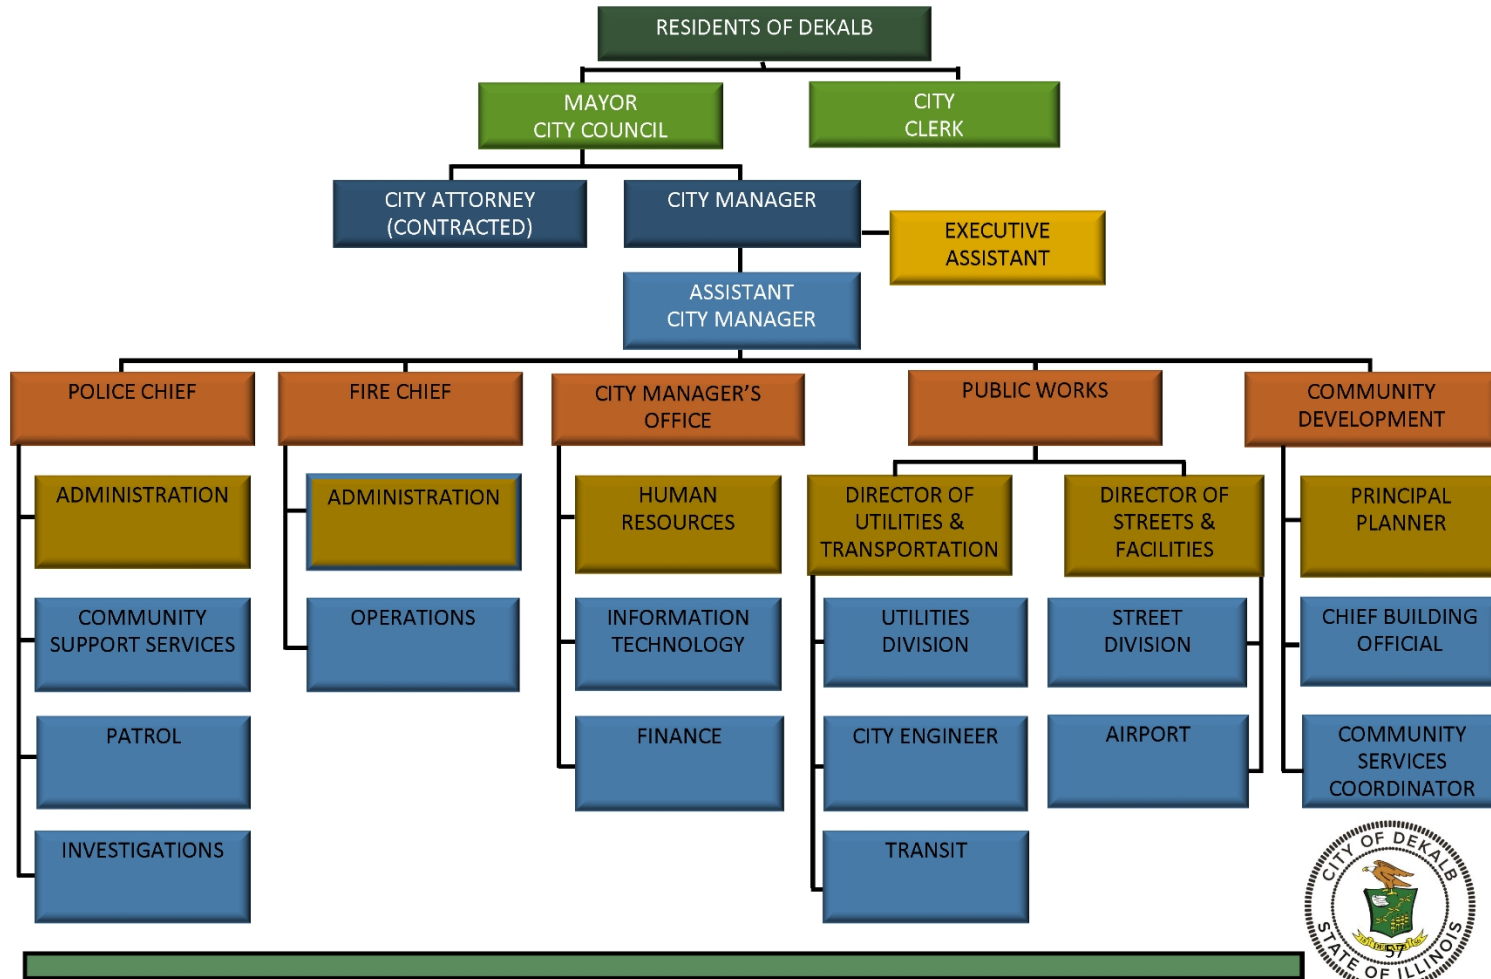 RESIDENTS OF DEKALB
MAYOR
CITY COUNCIL
CITY
CLERK
CITY ATTORNEY
(CONTRACTED)
CITY MANAGER
EXECUTIVE
ASSISTANT
ASSISTANT
CITY MANAGER
POLICE CHIEF
FIRE CHIEF
CITY MANAGER'S
OFFICE
PUBLIC WORKS
COMMUNITY
DEVELOPMENT
ADMINISTRATION
ADMINISTRATION
HUMAN
RESOURCES
DIRECTOR OF
UTILITIES &
TRANSPORTATION
DIRECTOR OF
STREETS &
FACILITIES
PRINCIPAL
PLANNER
COMMUNITY
SUPPORT SERVICES
OPERATIONS
INFORMATION
TECHNOLOGY
UTILITIES
DIVISION
STREET
DIVISION
CHIEF BUILDING
OFFICIAL
PATROL
FINANCE
CITY ENGINEER
AIRPORT
COMMUNITY
SERVICES
COORDINATOR
INVESTIGATIONS
TRANSIT
CITY OF DEKALB
STATE OF ILLINOIS
57